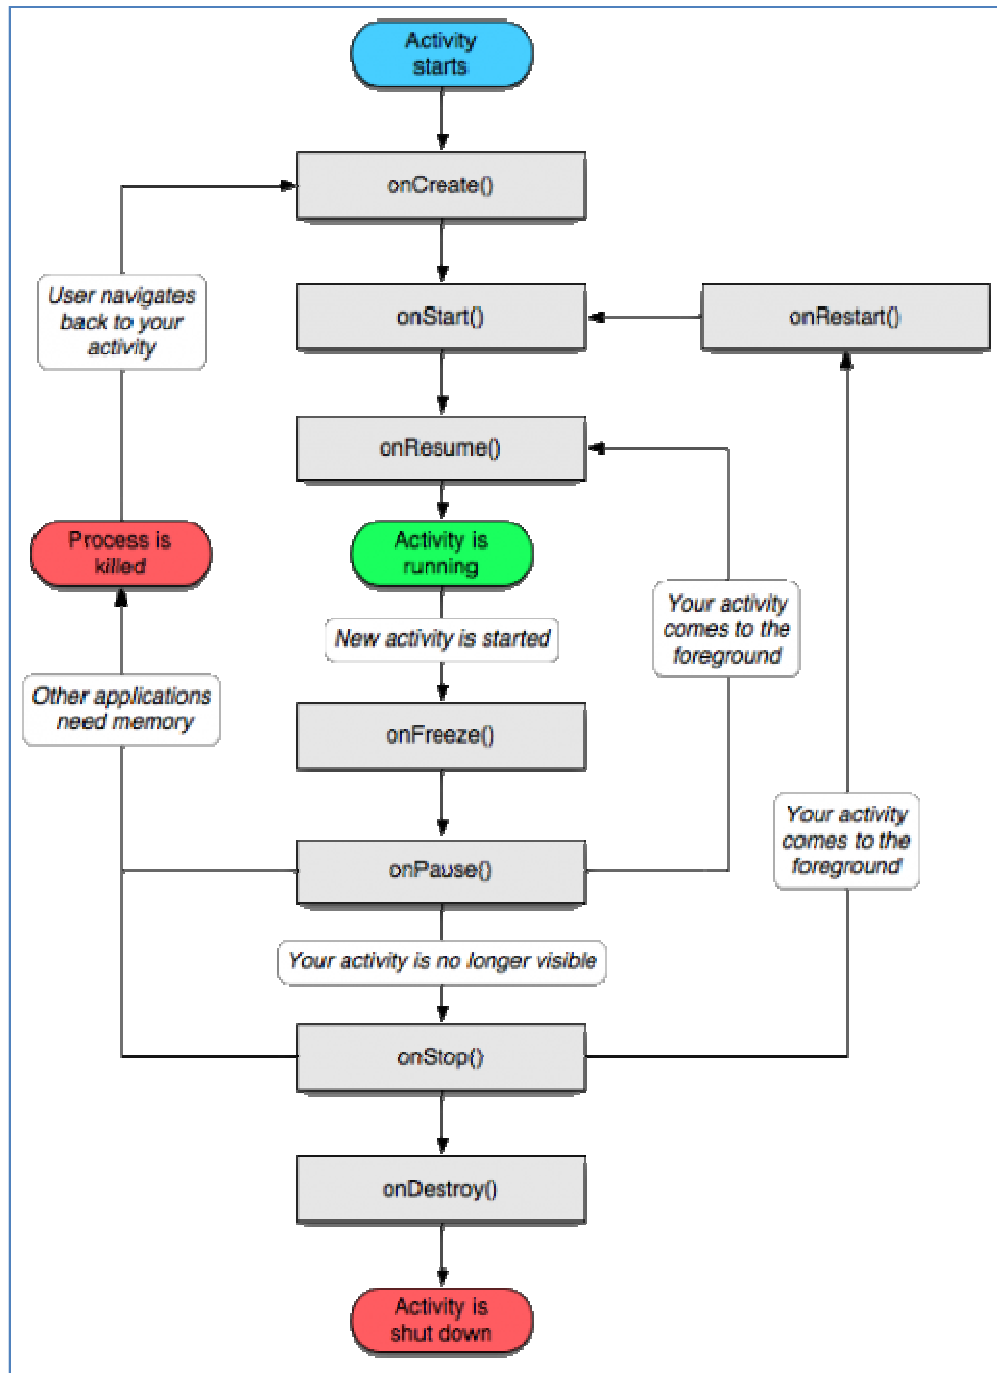 Activity
starts
onCreate()
User navigates
back to your
activity
onStart()
onRestart()
onResume()
Process is
killed
Activity is
running
Your activity
comes to the
foreground
New activity is started
Other applications
need memory
onFreeze()
Your activity
comes to the
foreground
onPause()
Your activity is no longer visible
onStop()
onDestroy()
Activity is
shut down